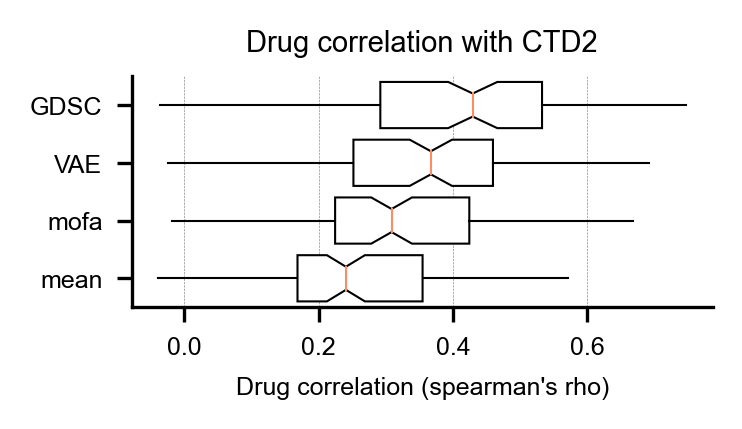 Drug correlation with CTD2
GDSC
VAE
mofa
mean
0.0 0.2 0.4 0.6
Drug correlation (spearman's rho)